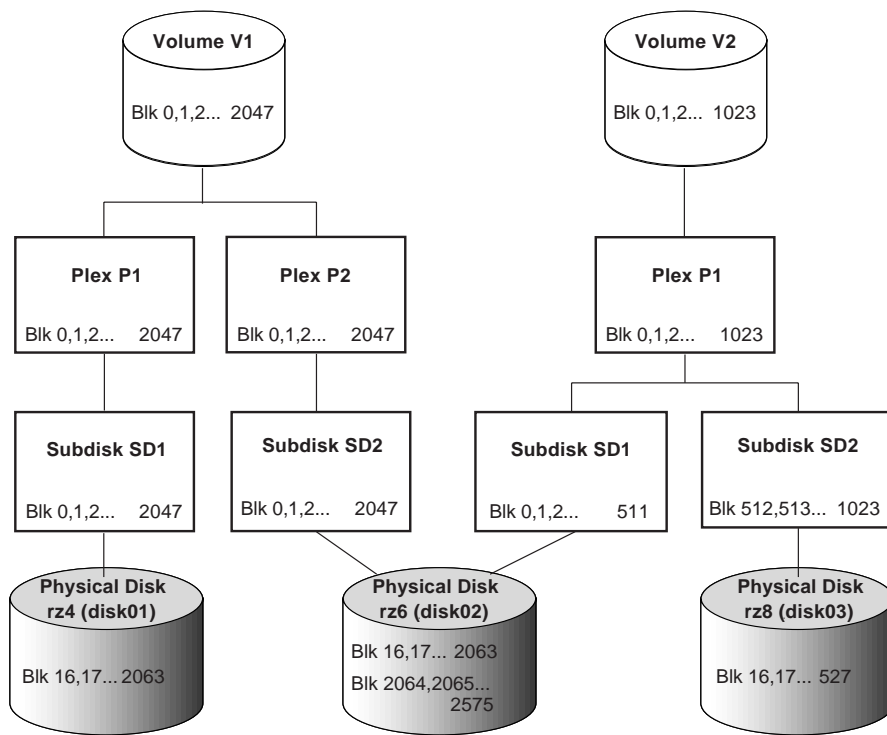 Volume V1
Blk 0,1,2... 2047
Volume V2
Blk 0,1,2... 1023
Plex P1
Blk 0,1,2... 2047
Plex P2
Blk 0,1,2... 2047
Plex P1
Blk 0,1,2... 1023
Subdisk SD1
Blk 0,1,2... 2047
Subdisk SD2
Blk 0,1,2... 2047
Subdisk SD1
Blk 0,1,2... 511
Subdisk SD2
Blk 512,513... 1023
Physical Disk
rz4 (disk01)
Blk 16,17... 2063
Physical Disk
rz6 (disk02)
Blk 16,17... 2063
Blk 2064,2065...
2575
Physical Disk
rz8 (disk03)
Blk 16,17... 527